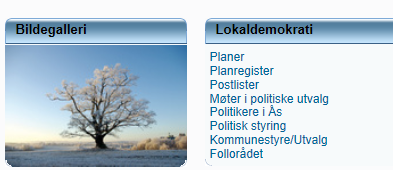 Bildegalleri
Lokaldemokrati
Planer
Planregister
Postlister
Møter i politiske utvalg
Politikere i Ås
Politisk styring
Kommunestyre/Utvalg
Follorådet